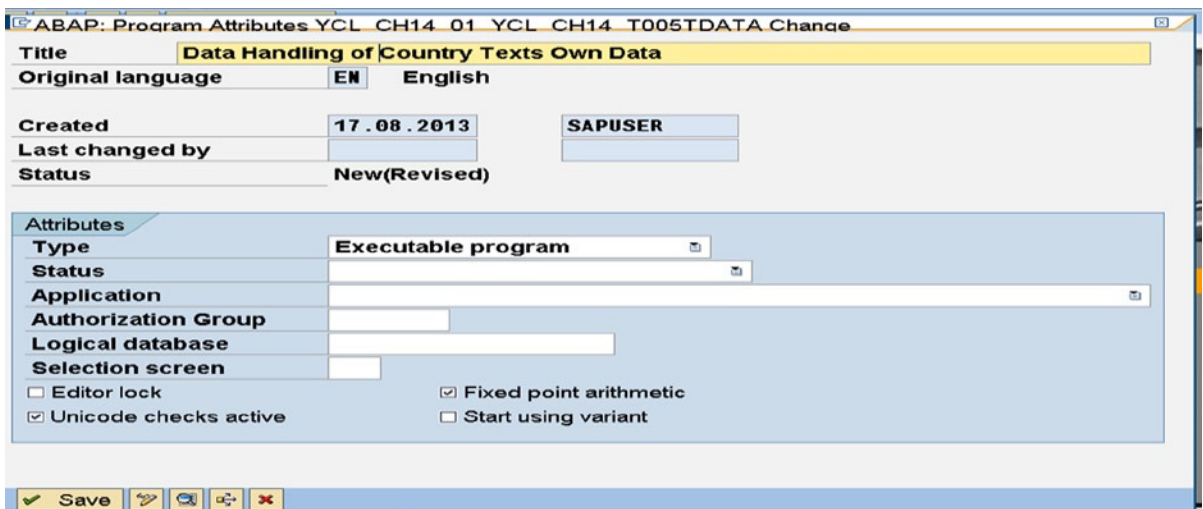 ABAP: Program Attributes YCL_CH14_01_YCL_CH14_T005TDATA Change
Title Data Handling of Country Texts Own Data
Original language EN English
Created 17.08.2013 SAPUSER
Last changed by
Status New(Revised)
Attributes
Type Executable program
Status
Application
Authorization Group
Logical database
Selection screen
Editor lock Fixed point arithmetic
Unicode checks active Start using variant
Save